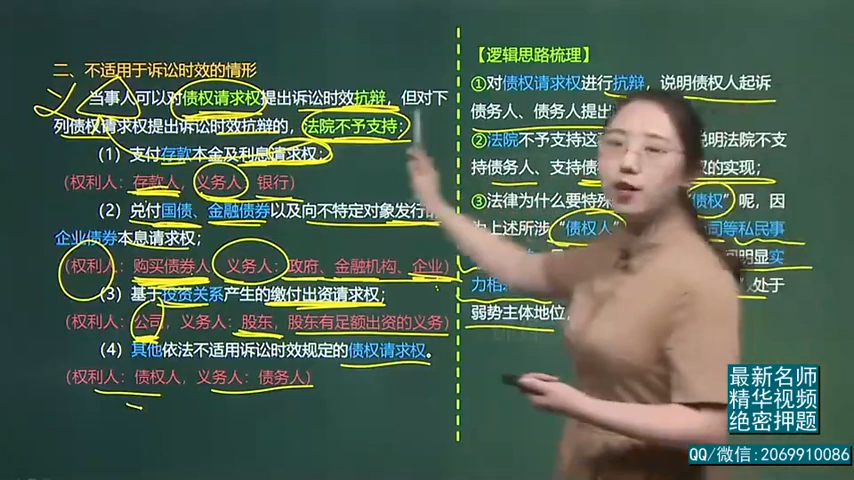 二、不适用于诉讼时效的情形
当事人可以对债权请求权提出诉讼时效抗辩，但对下
列债权请求权提出诉讼时效抗辩的，法院不予支持：
（1）支付存款本金及利息请求权；
（权利人：存款人，义务人：银行）
（2）兑付国债、金融债券以及向不特定对象发行的
企业债券本息请求权；
（权利人：购买债券人，义务人：政府、金融机构、企业）
（3）基于投资关系产生的缴付出资请求权；
（权利人：公司，义务人：股东，股东有足额出资的义务）
（4）其他依法不适用诉讼时效规定的债权请求权。
（权利人：债权人，义务人：债务人）
【逻辑思路梳理】
①对债权请求权进行抗辩，说明债权人起诉
债务人、债务人提出
②法院不予支持这 说明法院不支
持债务人、支持债 权的实现；
③法律为什么要特殊 “债权”呢，因
为上述所涉“债权人” 司等私民事
明显实
力相 处于
弱势主体地位，
最新名师
精华视频
绝密押题
QQ/微信:2069910086